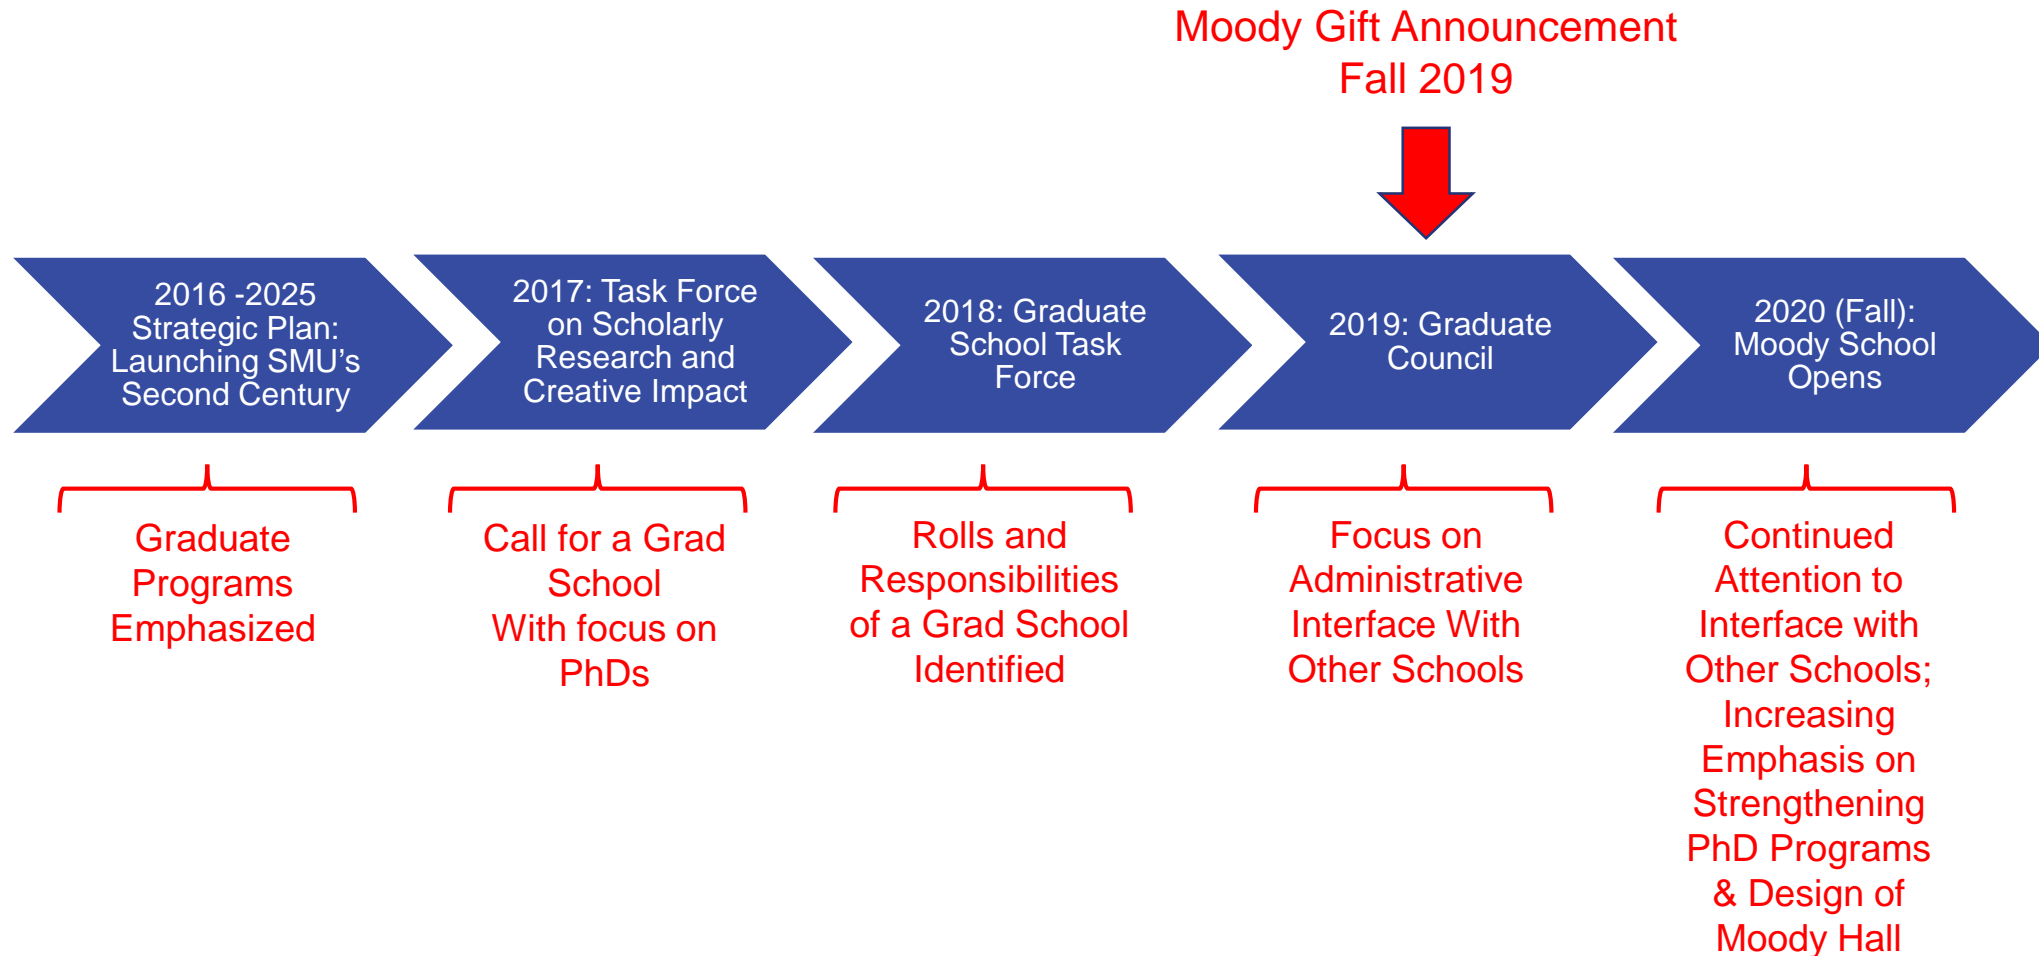 Moody Gift Announcement
Fall 2019
2016 -2025
Strategic Plan:
Launching SMU’s
Second Century
2017: Task Force
on Scholarly
Research and
Creative Impact
2018: Graduate
School Task
Force
2019: Graduate
Council
2020 (Fall):
Moody School
Opens
Graduate
Programs
Emphasized
Call for a Grad
School
With focus on
PhDs
Rolls and
Responsibilities
of a Grad School
Identified
Focus on
Administrative
Interface With
Other Schools
Continued
Attention to
Interface with
Other Schools;
Increasing
Emphasis on
Strengthening
PhD Programs
& Design of
Moody Hall